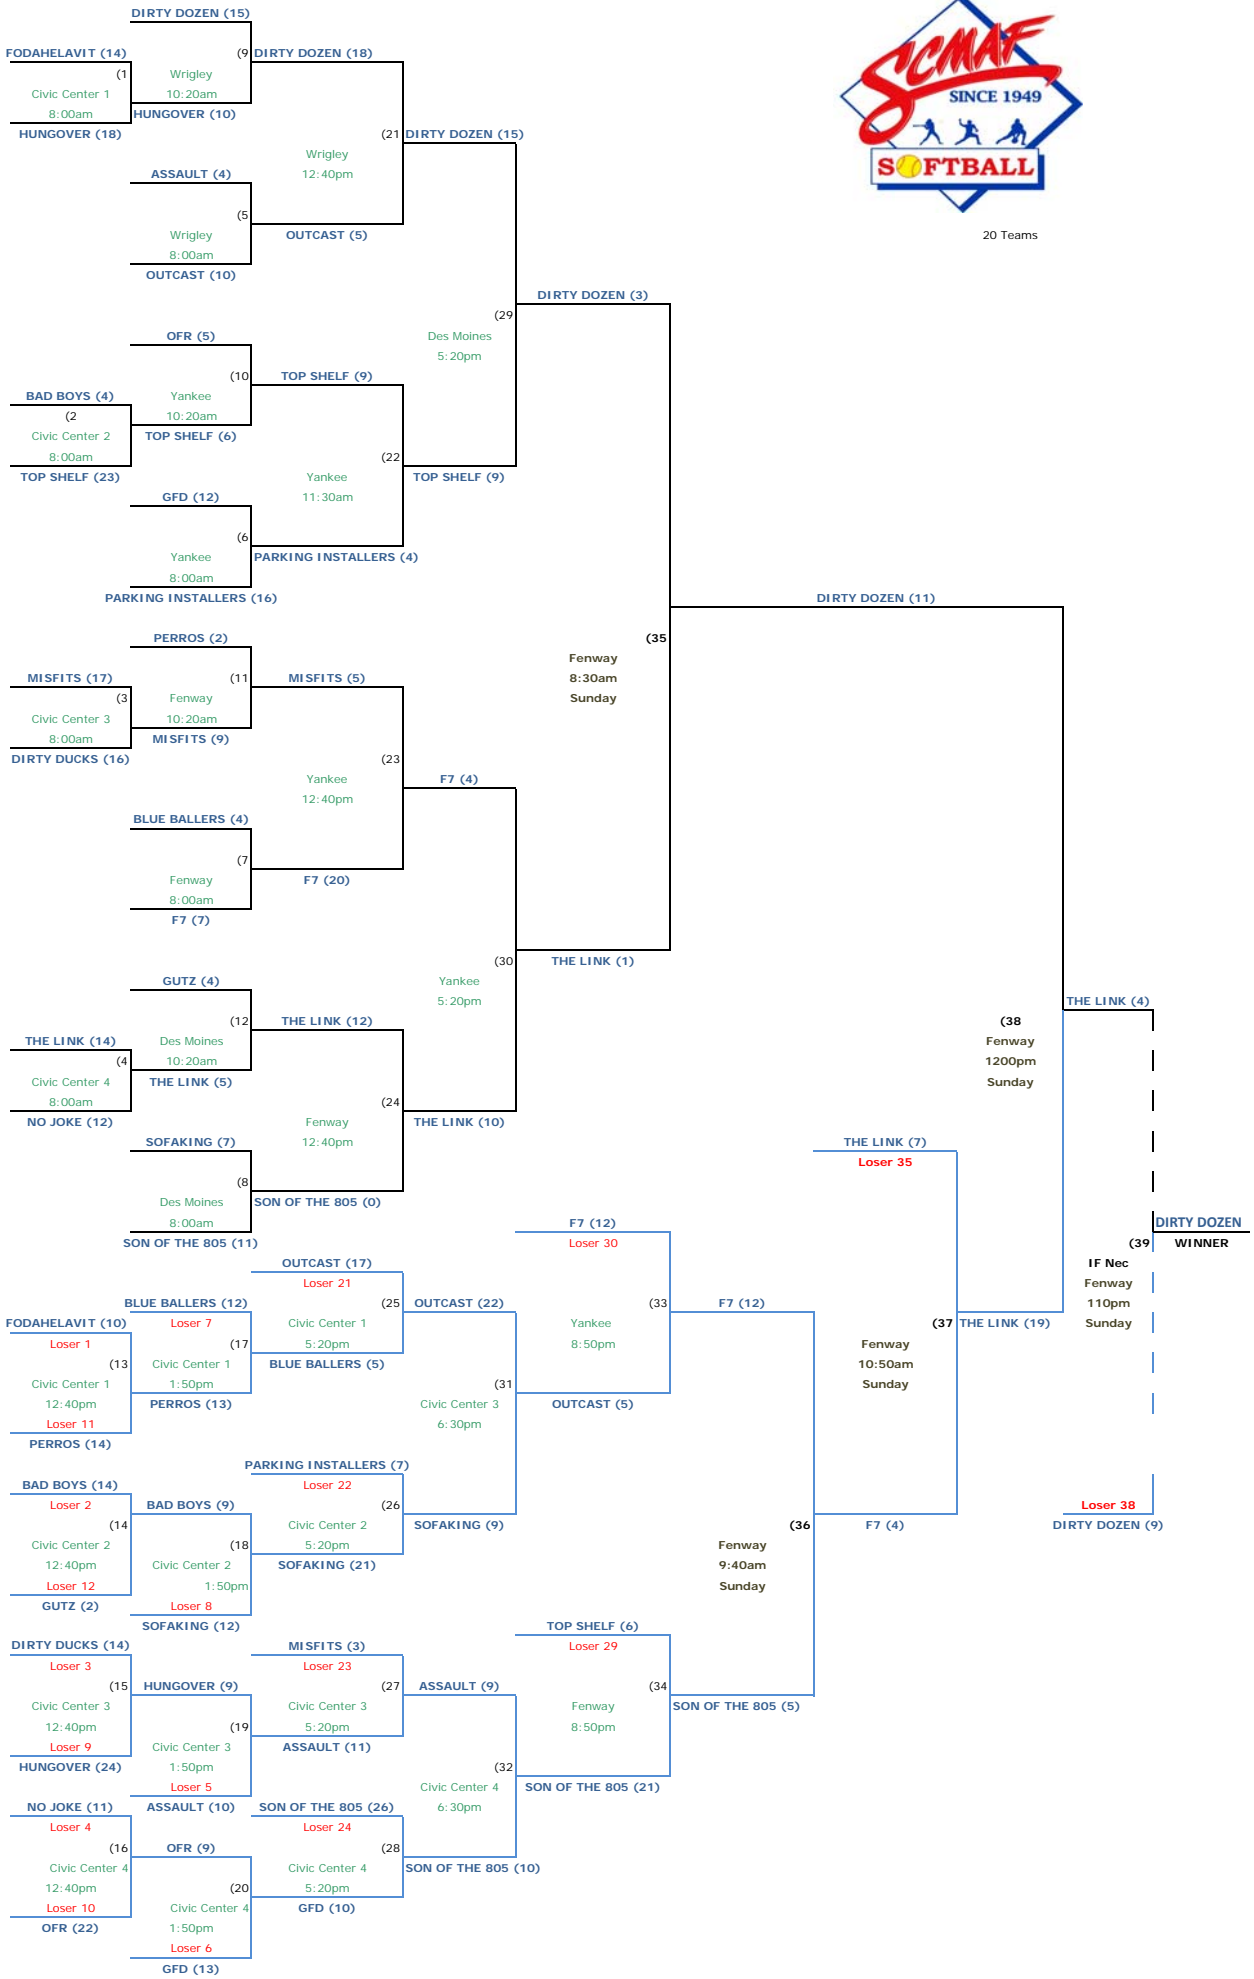 DIRTY DOZEN (15)
FODAHELAVIT (14)
(9
DIRTY DOZEN (18)
(1
Wrigley
Civic Center 1
10:20am
8:00am
HUNGOVER (10)
HUNGOVER (18)
(21
DIRTY DOZEN (15)
Wrigley
12:40pm
ASSAULT (4)
(5
Wrigley
OUTCAST (5)
8:00am
OUTCAST (10)
SCMAF
SINCE 1949
SOFTBALL
20 Teams
DIRTY DOZEN (3)
(29
OFR (5)
Des Moines
5:20pm
(10
TOP SHELF (9)
BAD BOYS (4)
Yankee
(2
10:20am
Civic Center 2
TOP SHELF (6)
8:00am
(22
TOP SHELF (23)
Yankee
TOP SHELF (9)
GFD (12)
11:30am
(6
Yankee
PARKING INSTALLERS (4)
8:00am
PARKING INSTALLERS (16)
DIRTY DOZEN (11)
PERROS (2)
(35
Fenway
MISFITS (17)
(11
MISFITS (5)
8:30am
(3
Fenway
Sunday
Civic Center 3
10:20am
8:00am
MISFITS (9)
DIRTY DUCKS (16)
(23
Yankee
F7 (4)
12:40pm
BLUE BALLERS (4)
(7
Fenway
F7 (20)
8:00am
F7 (7)
(30
THE LINK (1)
GUTZ (4)
Yankee
5:20pm
THE LINK (4)
(12
THE LINK (12)
(38
THE LINK (14)
Des Moines
Fenway
(4
10:20am
1200pm
Civic Center 4
THE LINK (5)
Sunday
8:00am
(24
NO JOKE (12)
Fenway
THE LINK (10)
SOFAKING (7)
12:40pm
THE LINK (7)
Loser 35
(8
Des Moines
SON OF THE 805 (0)
8:00am
F7 (12)
DIRTY DOZEN
SON OF THE 805 (11)
Loser 30
(39
WINNER
OUTCAST (17)
IF Nec
Loser 21
Fenway
BLUE BALLERS (12)
(25
OUTCAST (22)
(33
F7 (12)
110pm
FODAHELAVIT (10)
Loser 7
Civic Center 1
Yankee
(37
THE LINK (19)
Sunday
Loser 1
(17
5:20pm
8:50pm
Fenway
(13
Civic Center 1
BLUE BALLERS (5)
10:50am
Civic Center 1
1:50pm
(31
Sunday
12:40pm
PERROS (13)
Civic Center 3
OUTCAST (5)
Loser 11
6:30pm
PERROS (14)
PARKING INSTALLERS (7)
BAD BOYS (14)
Loser 22
Loser 2
BAD BOYS (9)
(26
Loser 38
(14
Civic Center 2
SOFAKING (9)
(36
F7 (4)
DIRTY DOZEN (9)
Civic Center 2
(18
5:20pm
Fenway
12:40pm
Civic Center 2
SOFAKING (21)
9:40am
Loser 12
1:50pm
Sunday
GUTZ (2)
Loser 8
SOFAKING (12)
TOP SHELF (6)
DIRTY DUCKS (14)
MISFITS (3)
Loser 29
Loser 3
Loser 23
(15
HUNGOVER (9)
(27
ASSAULT (9)
(34
Civic Center 3
Civic Center 3
Fenway
SON OF THE 805 (5)
12:40pm
(19
5:20pm
8:50pm
Loser 9
Civic Center 3
ASSAULT (11)
HUNGOVER (24)
1:50pm
(32
Loser 5
Civic Center 4
SON OF THE 805 (21)
NO JOKE (11)
ASSAULT (10)
SON OF THE 805 (26)
6:30pm
Loser 4
Loser 24
(16
OFR (9)
(28
Civic Center 4
Civic Center 4
SON OF THE 805 (10)
12:40pm
(20
5:20pm
Loser 10
Civic Center 4
GFD (10)
OFR (22)
1:50pm
Loser 6
GFD (13)